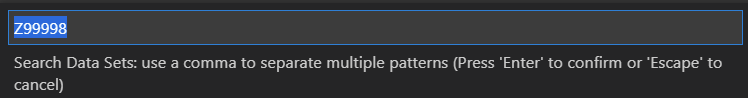 Z99998
Search Data Sets: use a comma to separate multiple patterns (Press 'Enter' to confirm or 'Escape' to
cancel)